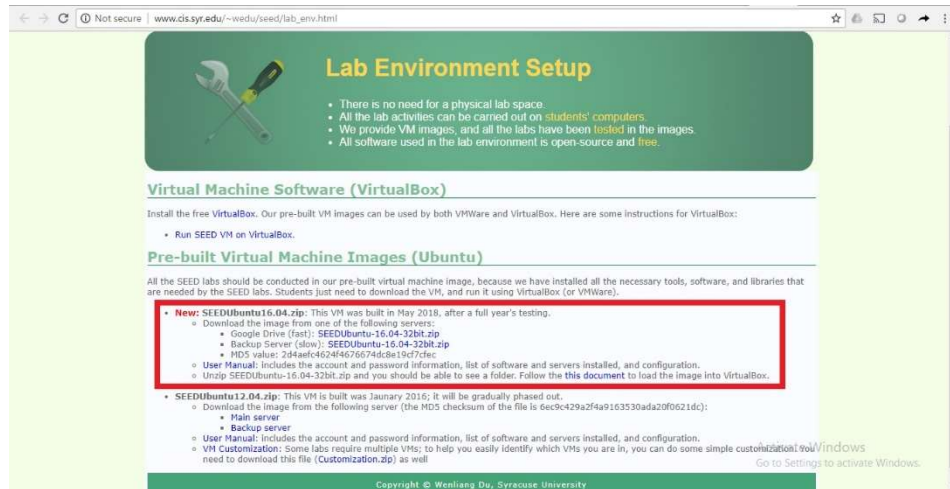 Not secure | www.cis.syr.edu/~wedu/seed/lab_env.html
Lab Environment Setup
• There is no need for a physical lab space.
• All the lab activities can be carried out on students' computers.
• We provide VM images, and all the labs have been tested in the images.
• All software used in the lab environment is open-source and free.
Virtual Machine Software (VirtualBox)
Install the free VirtualBox. Our pre-built VM images can be used by both VMWare and VirtualBox. Here are some instructions for VirtualBox:
• Run SEED VM on VirtualBox.
Pre-built Virtual Machine Images (Ubuntu)
All the SEED labs should be conducted in our pre-built virtual machine image, because we have installed all the necessary tools, software, and libraries that
are needed by the SEED labs. Students just need to download the VM, and run it using VirtualBox (or VMWare).
• New: SEEDUbuntu16.04.zip: This VM was built in May 2018, after a full year's testing.
Download the image from one of the following servers:
Google Drive (fast): SEEDUbuntu-16.04-32bit.zip
Backup Server (slow): SEEDUbuntu-16.04-32bit.zip
MD5 value: 2d4aefc4624f4676674dc8e19cf7cfec
User Manual: includes the account and password information, list of software and servers installed, and configuration.
Unzip SEEDUbuntu-16.04-32bit.zip and you should be able to see a folder. Follow the this document to load the image into VirtualBox.
• SEEDUbuntu12.04.zip: This VM is built was Jaunary 2016; it will be gradually phased out.
Download the image from the following server (the MD5 checksum of the file is 6ec9c429a2f4a9163530ada20f0621dc):
Main server
Backup server
User Manual: includes the account and password information, list of software and servers installed, and configuration.
VM Customization: Some labs require multiple VMs; to help you easily identify which VMs you are in, you can do some simple customization. You
need to download this file (Customization.zip) as well
Activate Windows
Go to Settings to activate Windows.
Copyright © Wenliang Du, Syracuse University